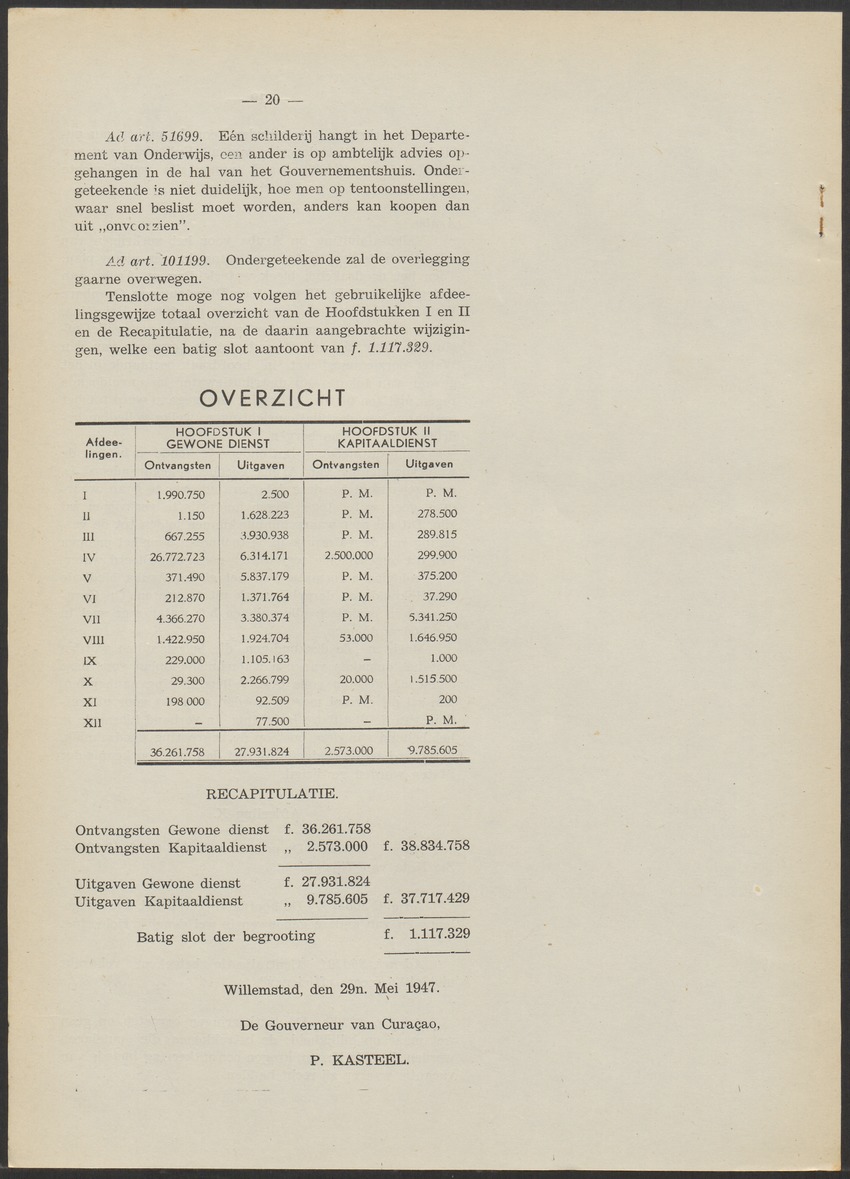 — 20 —
Ad art. 51699. Eén schilderij hangt in het Departe-
ment van Onderwijs, een ander is op ambtelijk advies op-
gehangen in de hal van het Gouvernementshuis. Onder-
geteekende is niet duidelijk, hoe men op tentoonstellingen,
waar snel beslist moet worden, anders kan koopen dan
uit „onvoorzien”.
Ad art. 101199. Ondergeteekende zal de overlegging
gaarne overwegen.
Tenslotte moge nog volgen het gebruikelijke afdee-
lingsgewijze totaal overzicht van de Hoofdstukken I en II
en de Recapitulatie, na de daarin aangebrachte wijzigin-
gen, welke een batig slot aantoont van f. 1.117.329.
OVERZICHT
Afdee-
lingen. HOOFDSTUK I HOOFDSTUK II
GEWONE DIENST KAPITAALDIENST
Ontvangsten Uitgaven Ontvangsten Uitgaven
I 1.990.750 2.500 P. M. P. M.
II 1.150 1.628.223 P. M. 278.500
III 667.255 3.930.938 P. M. 289.815
IV 26.772.723 6.314.171 2.500.000 299.900
V 371.490 5.837.179 P. M. 375.200
VI 212.870 1.371.764 P. M. 37.290
VII 4.366.270 3.380.374 P. M. 5.341.250
VIII 1.422.950 1.924.704 53.000 1.646.950
IX 229.000 1.105.163 – 1.000
X 29.300 2.266.799 20.000 1.515.500
XI 198 000 92.509 P. M. 200
XII – 77.500 – P. M.
36.261.758 27.931.824 2.573.000 9.785.605
RECAPITULATIE.
Ontvangsten Gewone dienst f. 36.261.758
Ontvangsten Kapitaaldienst „ 2.573.000 f. 38.834.758
Uitgaven Gewone dienst f. 27.931.824
Uitgaven Kapitaaldienst „ 9.785.605 f. 37.717.429
Batig slot der begrooting f. 1.117.329
Willemstad, den 29n. Mei 1947.
De Gouverneur van Curaçao,
P. KASTEEL.